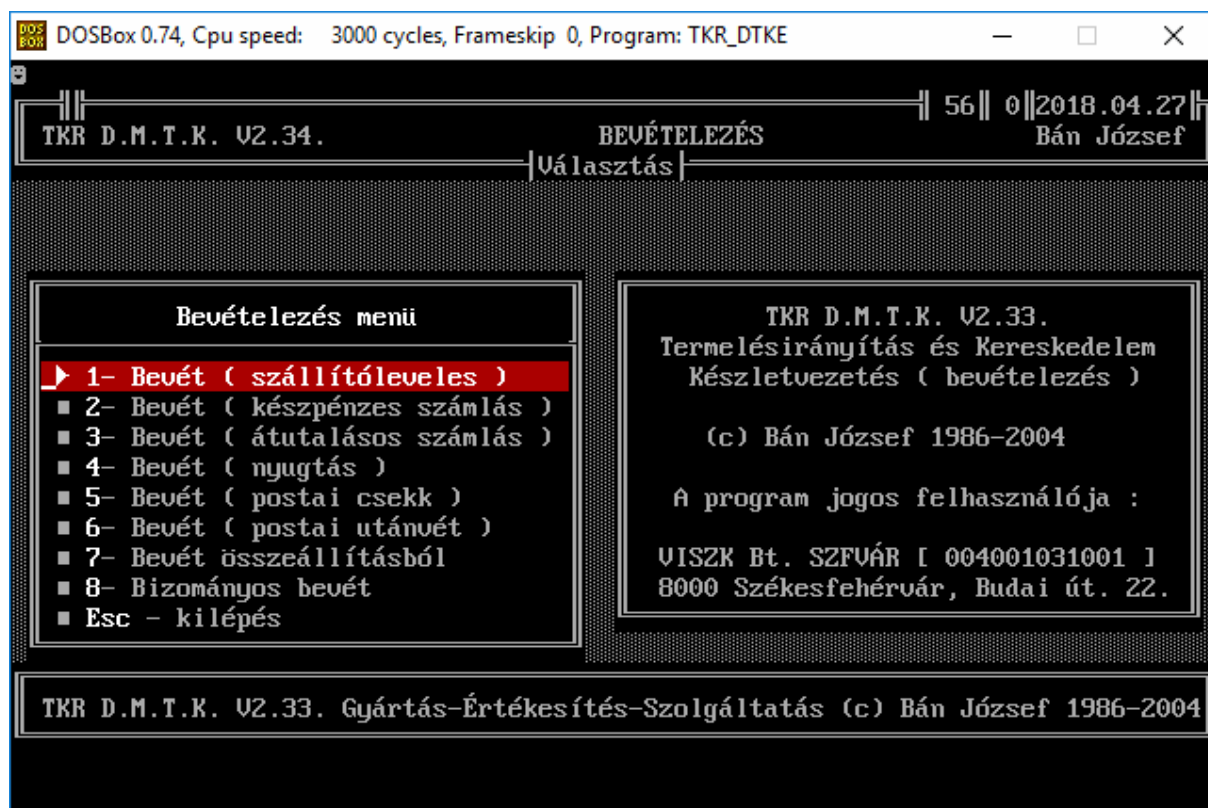 DOSBox 0.74, Cpu speed: 3000 cycles, Frameskip 0, Program: TKR_DTKE
56 0 2018.04.27
TKR D.M.T.K. V2.34. BEVÉTELEZÉS Bán József
Választás
Bevételezés menü
1- Bevét ( szállítóleveles )
2- Bevét ( készpénzes számlás )
3- Bevét ( átutalásos számlás )
4- Bevét ( nyugtás )
5- Bevét ( postai csekk )
6- Bevét ( postai utánvét )
7- Bevét összeállításból
8- Bizományos bevét
Esc - kilépés
TKR D.M.T.K. V2.33.
Termelésirányítás és Kereskedelem
Készletvezetés ( bevételezés )
(c) Bán József 1986-2004
A program jogos felhasználója :
VISZK Bt. SZFVÁR [ 004001031001 ]
8000 Székesfehérvár, Budai út. 22.
TKR D.M.T.K. V2.33. Gyártás-Értékesítés-Szolgáltatás (c) Bán József 1986-2004